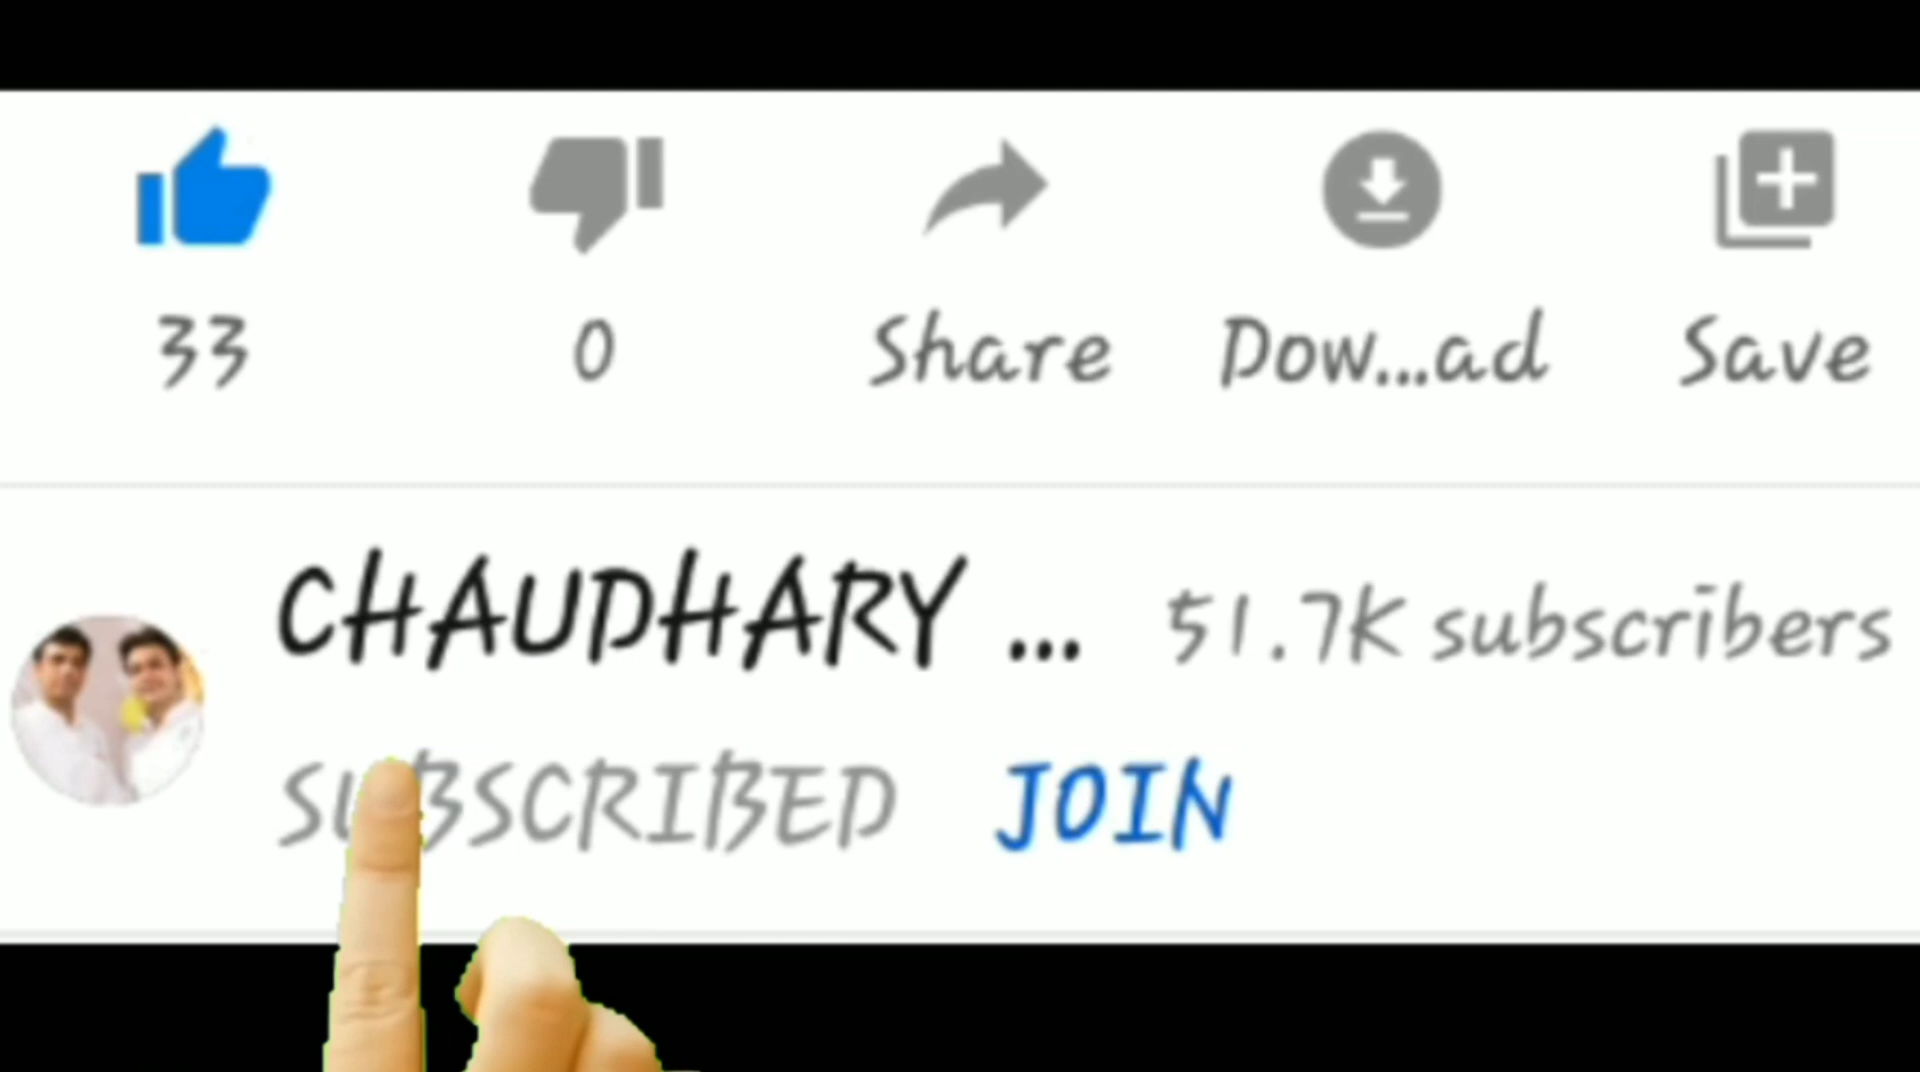 33 0 Share Dow...ad Save
CHAUDHARY ... 51.7K subscribers
SUBSCRIBED JOIN